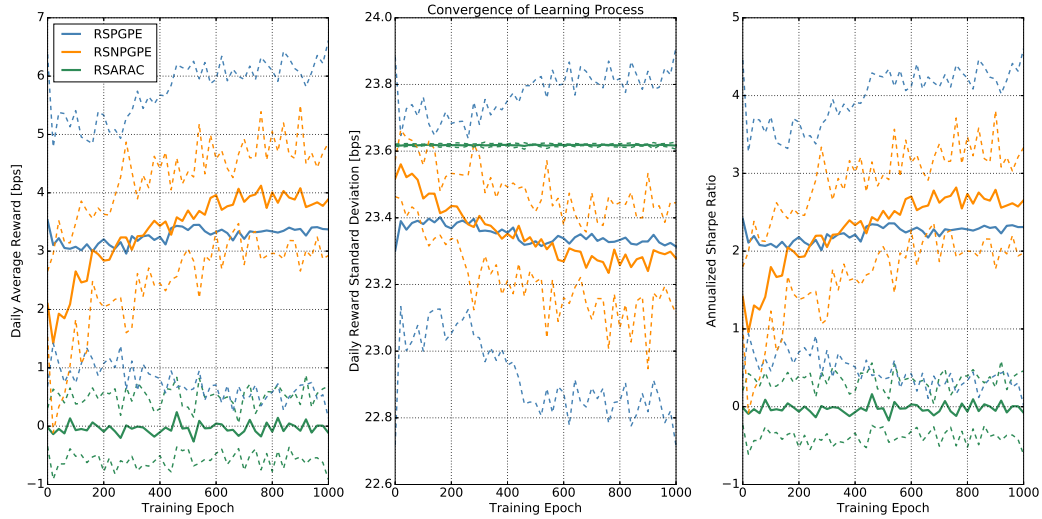 Convergence of Learning Process
Daily Average Reward [bps]
7
6
5
4
3
2
1
0
−1
RSPGPE
RSNPGPE
RSARAC
0 200 400 600 800 1000
Training Epoch
Daily Reward Standard Deviation [bps]
24.0
23.8
23.6
23.4
23.2
23.0
22.8
22.6
0 200 400 600 800 1000
Training Epoch
Annualized Sharpe Ratio
5
4
3
2
1
0
−1
0 200 400 600 800 1000
Training Epoch